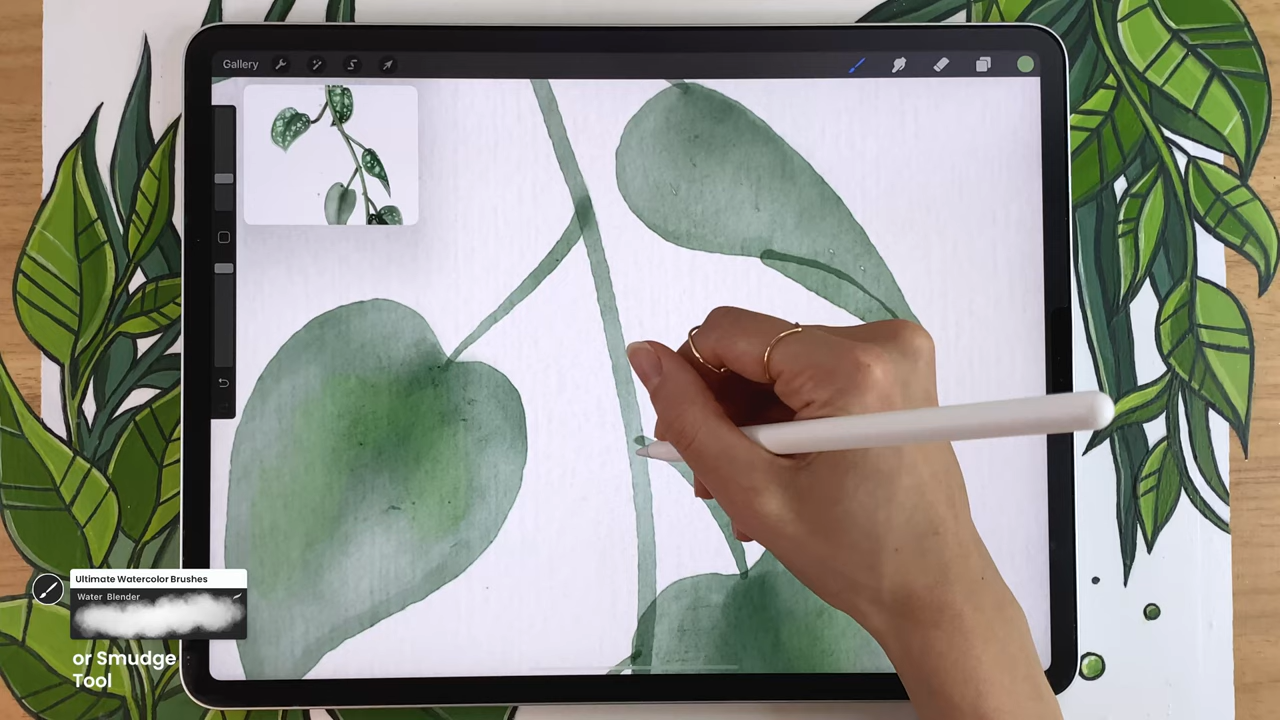 Gallery
Ultimate Watercolor Brushes
Water Blender
or Smudge
Tool